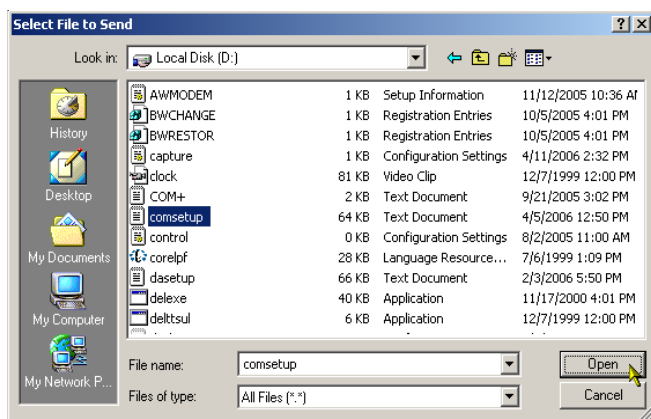 Select File to Send
Look in: Local Disk (D:)
History
Desktop
My Documents
My Computer
My Network P...
AWMODEM 1 KB Setup Information 11/12/2005 10:36 AM
BWCHANGE 1 KB Registration Entries 10/5/2005 4:01 PM
BWRESTOR 1 KB Registration Entries 10/5/2005 4:01 PM
capture 1 KB Configuration Settings 4/11/2006 2:32 PM
clock 81 KB Video Clip 12/7/1999 12:00 PM
COM+ 2 KB Text Document 9/21/2005 3:02 PM
comsetup 64 KB Text Document 4/5/2006 12:50 PM
control 0 KB Configuration Settings 8/2/2005 11:00 AM
corelpf 28 KB Language Resource... 7/6/1999 1:09 PM
dasetup 66 KB Text Document 2/3/2006 5:50 PM
delexe 40 KB Application 11/17/2000 4:01 PM
delttsul 6 KB Application 12/7/1999 12:00 PM
File name: comsetup Open
Files of type: All Files (*.*) Cancel